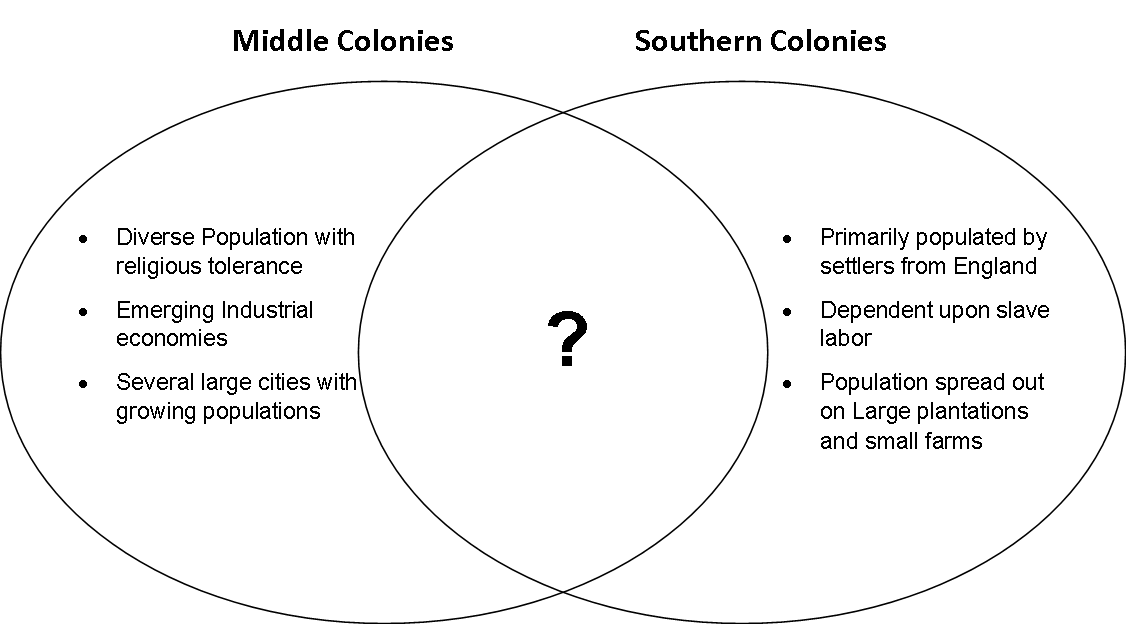 Middle Colonies
Southern Colonies
• Diverse Population with
religious tolerance
• Emerging Industrial
economies
• Several large cities with
growing populations
?
• Primarily populated by
settlers from England
• Dependent upon slave
labor
• Population spread out
on Large plantations
and small farms